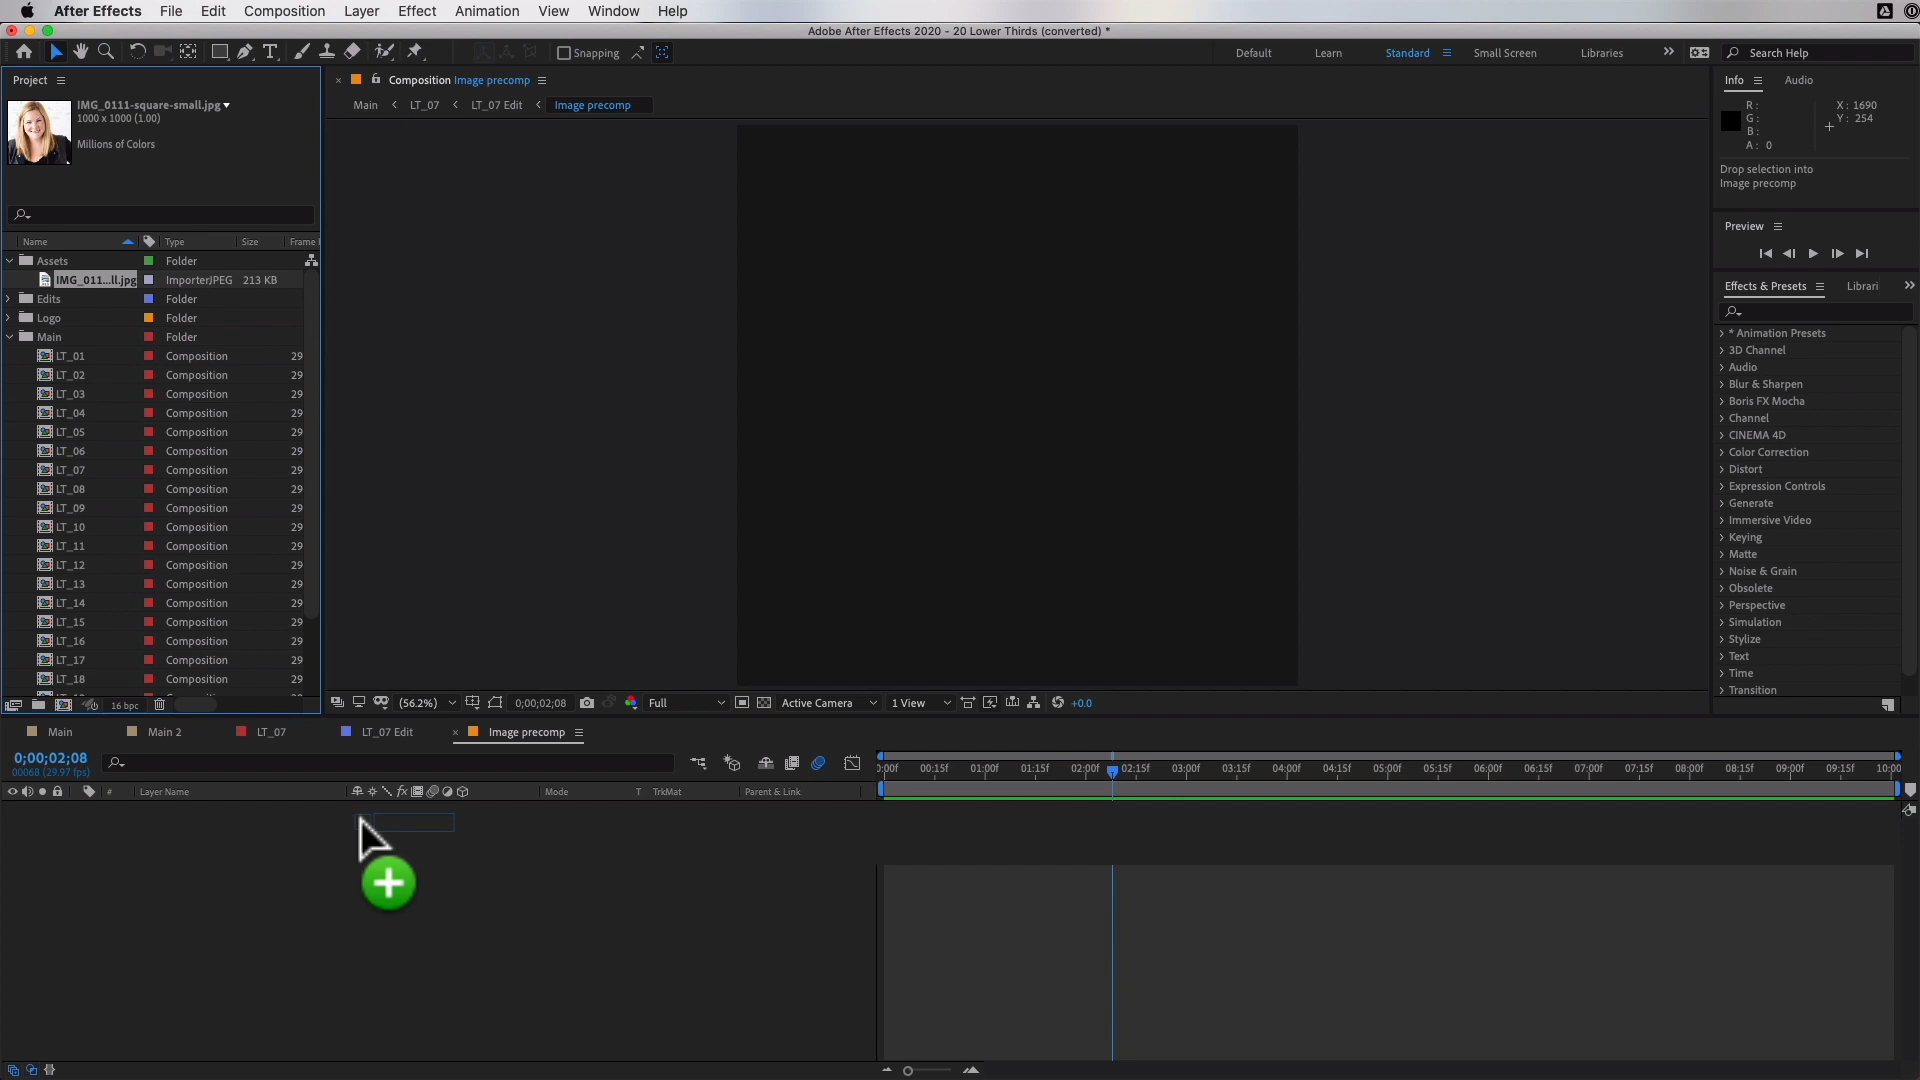 After Effects File Edit Composition Layer Effect Animation View Window Help
Adobe After Effects 2020 - 20 Lower Thirds (converted) *
Snapping Default Learn Standard Small Screen Libraries Search Help
Project
IMG_0111-square-small.jpg
1000 x 1000 (1.00)
Millions of Colors
Name Type Size Frame
Assets Folder
IMG_011...ll.jpg ImporterJPEG 213 KB
Edits Folder
Logo Folder
Main Folder
LT_01 Composition 29
LT_02 Composition 29
LT_03 Composition 29
LT_04 Composition 29
LT_05 Composition 29
LT_06 Composition 29
LT_07 Composition 29
LT_08 Composition 29
LT_09 Composition 29
LT_10 Composition 29
LT_11 Composition 29
LT_12 Composition 29
LT_13 Composition 29
LT_14 Composition 29
LT_15 Composition 29
LT_16 Composition 29
LT_17 Composition 29
LT_18 Composition 29
16 bpc
Composition Image precomp
Main LT_07 LT_07 Edit Image precomp
(56.2%) 0;00;02;08 Full Active Camera 1 View +0.0
Info Audio
R: X: 1690
G: Y: 254
B:
A: 0
Drop selection into
Image precomp
Preview
Effects & Presets Librari
* Animation Presets
3D Channel
Audio
Blur & Sharpen
Boris FX Mocha
Channel
CINEMA 4D
Color Correction
Distort
Expression Controls
Generate
Immersive Video
Keying
Matte
Noise & Grain
Obsolete
Perspective
Simulation
Stylize
Text
Time
Transition
Main Main 2 LT_07 LT_07 Edit Image precomp
0;00;02;08
00068 (29.97 fps)
# Layer Name fx Mode T TrkMat Parent & Link
0:00f 00:15f 01:00f 01:15f 02:00f 02:15f 03:00f 03:15f 04:00f 04:15f 05:00f 05:15f 06:00f 06:15f 07:00f 07:15f 08:00f 08:15f 09:00f 09:15f 10:00